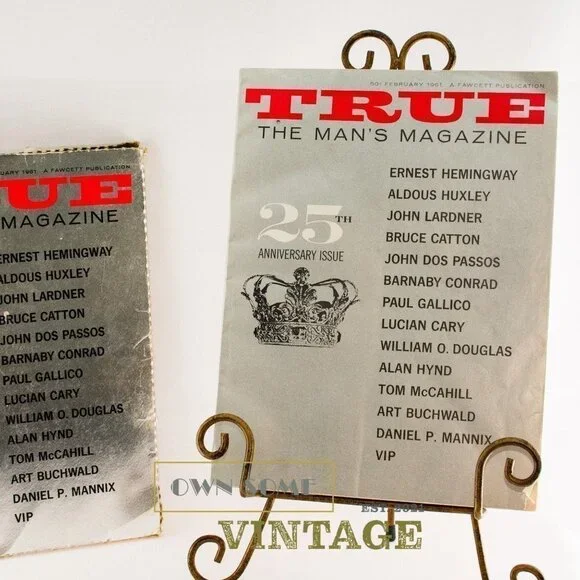 UARY 1961 A FAWCETT PUBLICATION
UE
MAGAZINE
ERNEST HEMINGWAY
ALDOUS HUXLEY
JOHN LARDNER
BRUCE CATTON
JOHN DOS PASSOS
BARNABY CONRAD
PAUL GALLICO
LUCIAN CARY
WILLIAM O. DOUGLAS
ALAN HYND
TOM McCAHILL
ART BUCHWALD
DANIEL P. MANNIX
VIP
60¢ FEBRUARY 1961 A FAWCETT PUBLICATION
TRUE
THE MAN'S MAGAZINE
25TH
ANNIVERSARY ISSUE
ERNEST HEMINGWAY
ALDOUS HUXLEY
JOHN LARDNER
BRUCE CATTON
JOHN DOS PASSOS
BARNABY CONRAD
PAUL GALLICO
LUCIAN CARY
WILLIAM O. DOUGLAS
ALAN HYND
TOM McCAHILL
ART BUCHWALD
DANIEL P. MANNIX
VIP
OWN SOME
VINTAGE